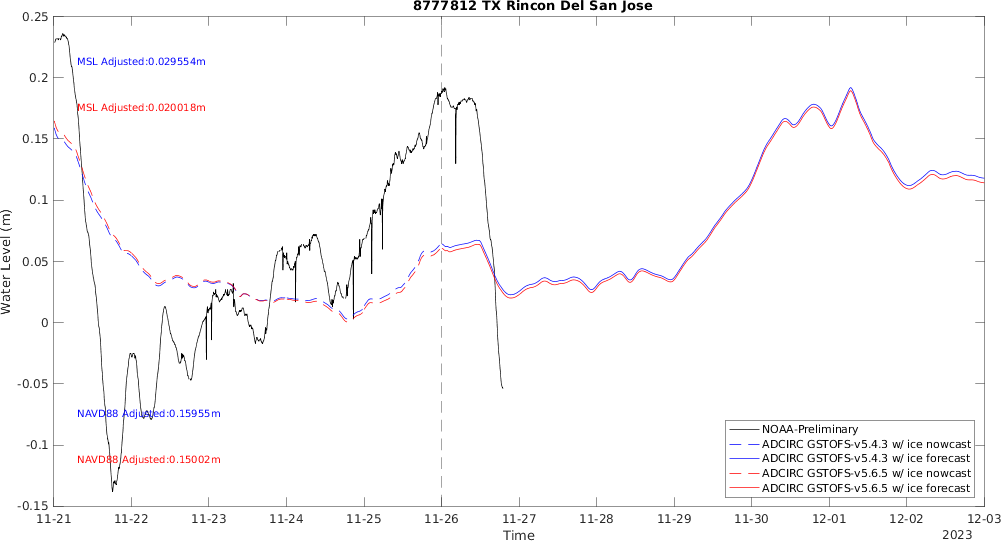 8777812 TX Rincon Del San Jose
Water Level (m)
0.25
0.2
0.15
0.1
0.05
0
-0.05
-0.1
-0.15
MSL Adjusted:0.029554m
MSL Adjusted:0.020018m
NAVD88 Adjusted:0.15955m
NAVD88 Adjusted:0.15002m
NOAA-Preliminary
ADCIRC GSTOFS-v5.4.3 w/ ice nowcast
ADCIRC GSTOFS-v5.4.3 w/ ice forecast
ADCIRC GSTOFS-v5.6.5 w/ ice nowcast
ADCIRC GSTOFS-v5.6.5 w/ ice forecast
11-21 11-22 11-23 11-24 11-25 11-26 11-27 11-28 11-29 11-30 12-01 12-02 12-03
Time
2023